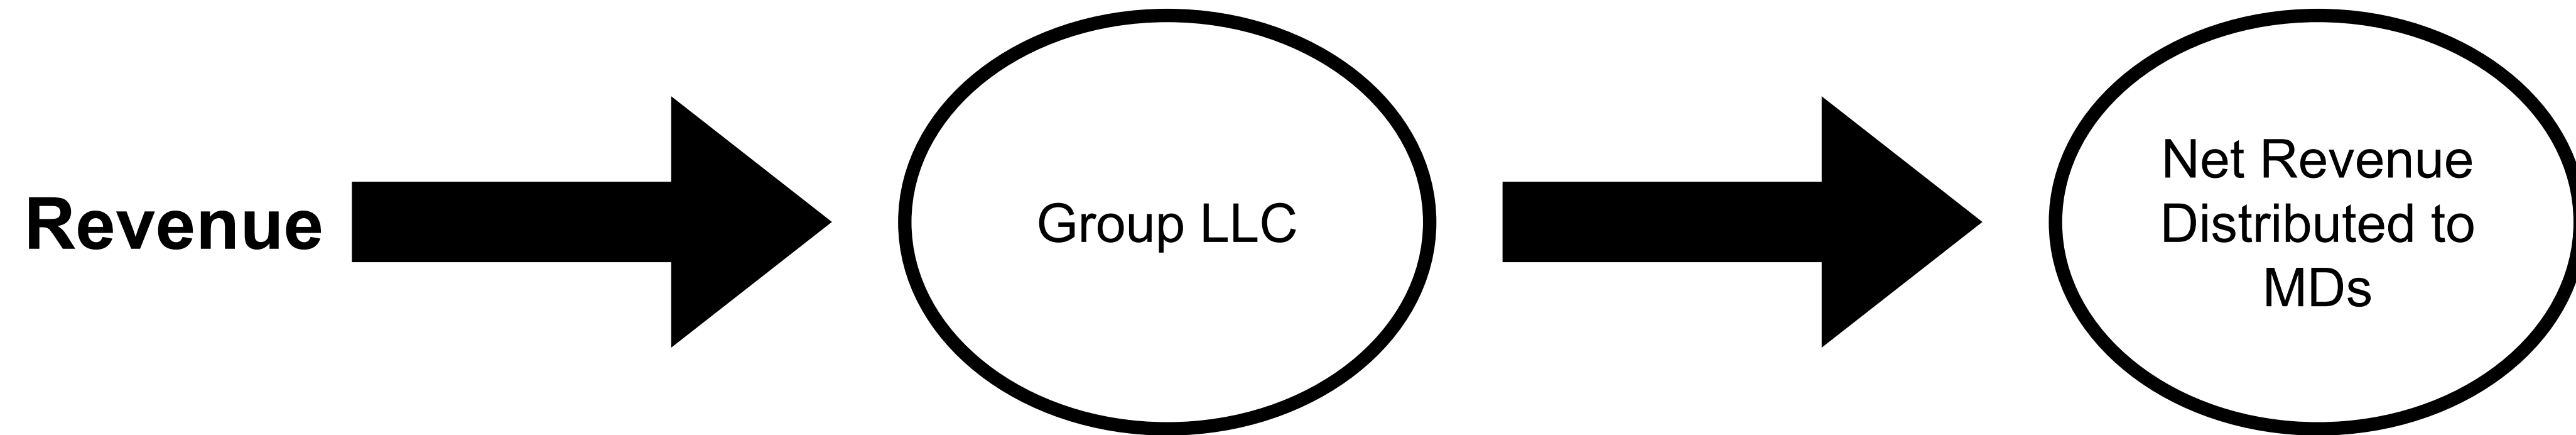 Revenue
Group LLC
Net Revenue
Distributed to
MDs